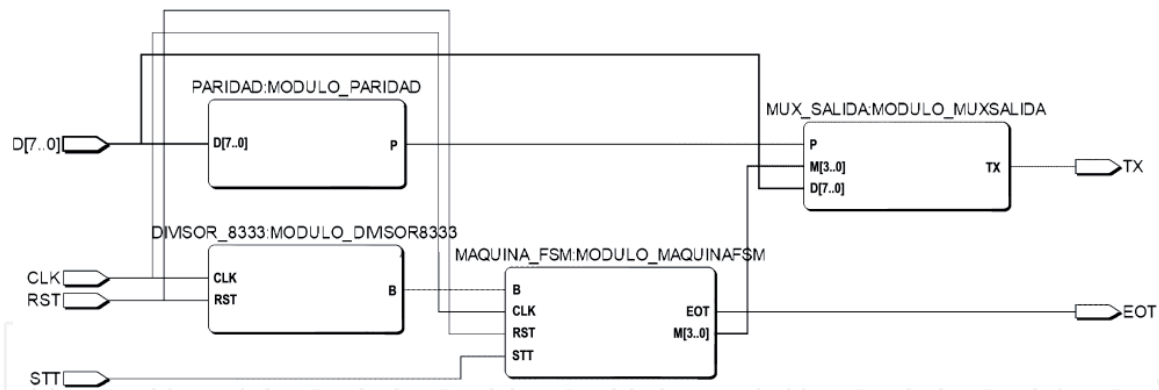 PARIDAD:MODULO_PARIDAD
D[7..0]
D[7..0]
P
MUX_SALIDA:MODULO_MUXSALIDA
P
M[3..0]
D[7..0]
TX
TX
DIVISOR_8333:MODULO_DIVISOR8333
CLK
RST
CLK
RST
B
MAQUINA_FSM:MODULO_MAQUINAFSM
B
CLK
RST
STT
EOT
M[3..0]
EOT
STT